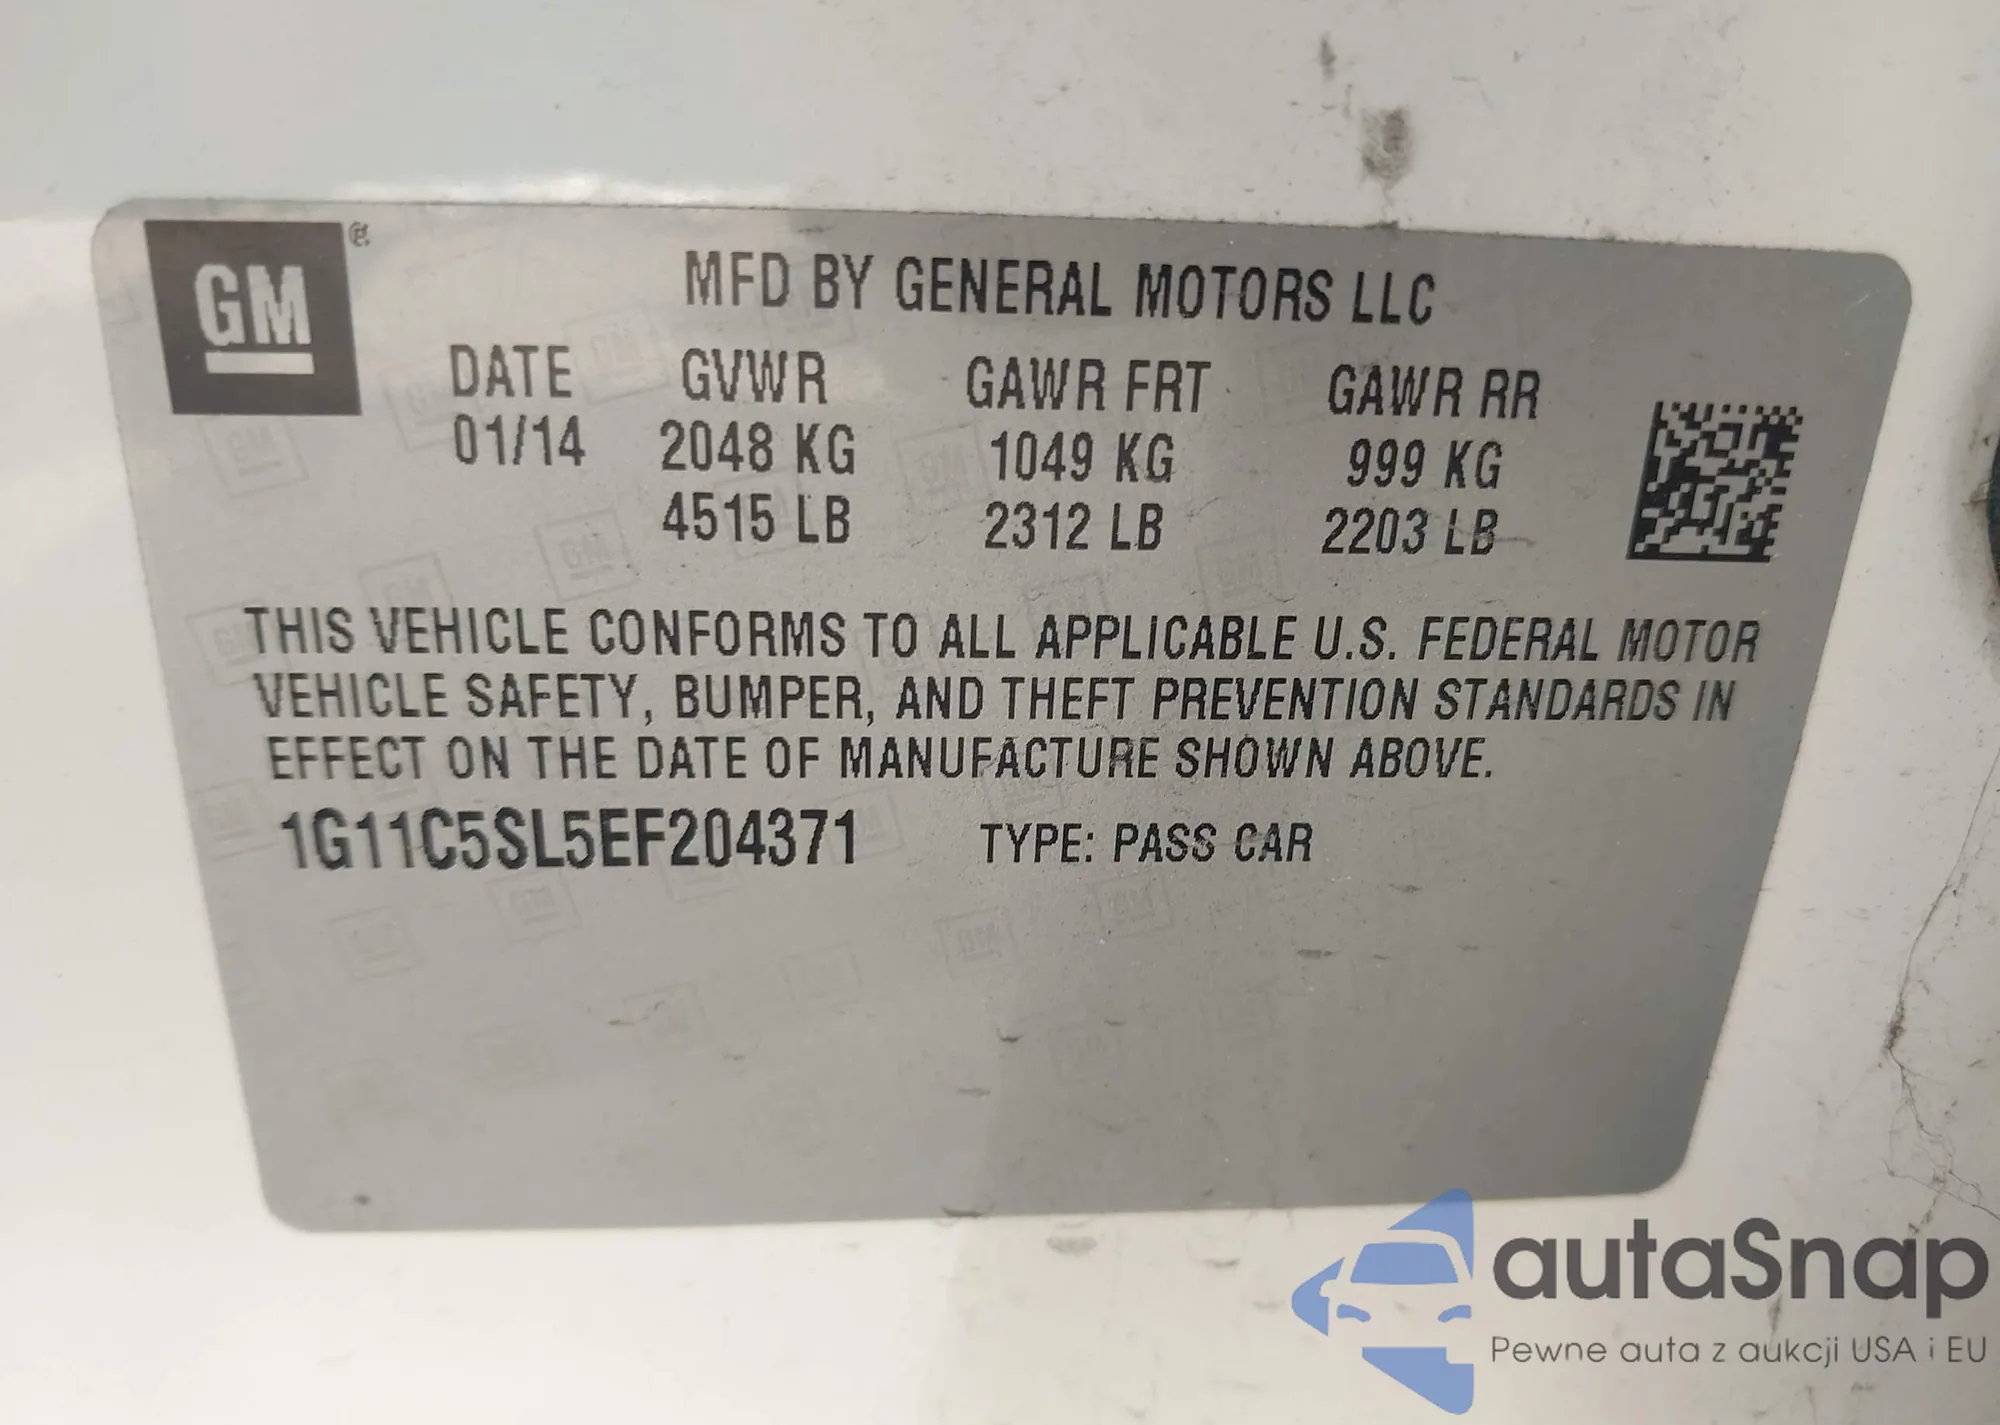 GM ®
MFD BY GENERAL MOTORS LLC
DATE GVWR GAWR FRT GAWR RR
01/14 2048 KG 1049 KG 999 KG
4515 LB 2312 LB 2203 LB
THIS VEHICLE CONFORMS TO ALL APPLICABLE U.S. FEDERAL MOTOR
VEHICLE SAFETY, BUMPER, AND THEFT PREVENTION STANDARDS IN
EFFECT ON THE DATE OF MANUFACTURE SHOWN ABOVE.
1G11C5SL5EF204371 TYPE: PASS CAR
autaSnap
Pewne auta z aukcji USA i EU